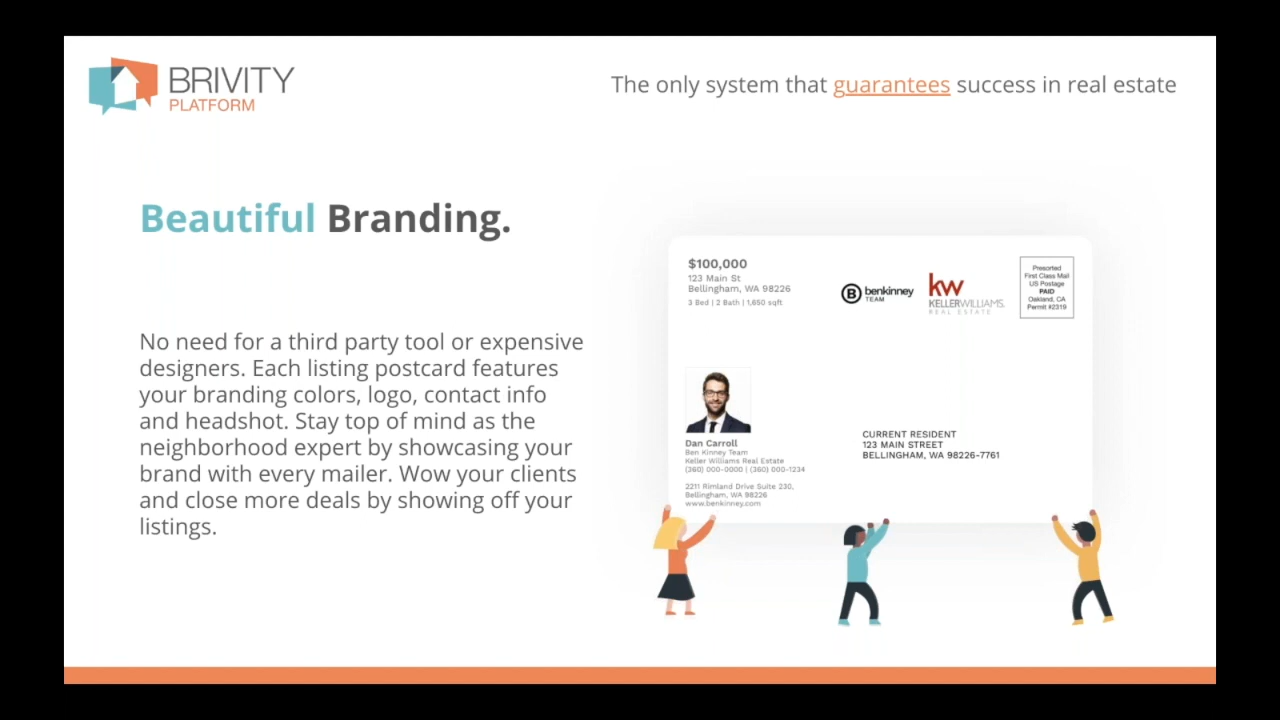 BRIVITY
PLATFORM
The only system that guarantees success in real estate
Beautiful Branding.
No need for a third party tool or expensive
designers. Each listing postcard features
your branding colors, logo, contact info
and headshot. Stay top of mind as the
neighborhood expert by showcasing your
brand with every mailer. Wow your clients
and close more deals by showing off your
listings.
$100,000
123 Main St
Bellingham, WA 98226
3 Bed | 2 Bath | 1,650 sqft
B benkinney
TEAM
kw
KELLERWILLIAMS.
REAL ESTATE
Presorted
First Class Mail
US Postage
PAID
Oakland, CA
Permit #2319
Dan Carroll
Ben Kinney Team
Keller Williams Real Estate
(360) 000-0000 | (360) 000-1234
2211 Rimland Drive Suite 230,
Bellingham, WA 98226
www.benkinney.com
CURRENT RESIDENT
123 MAIN STREET
BELLINGHAM, WA 98226-7761